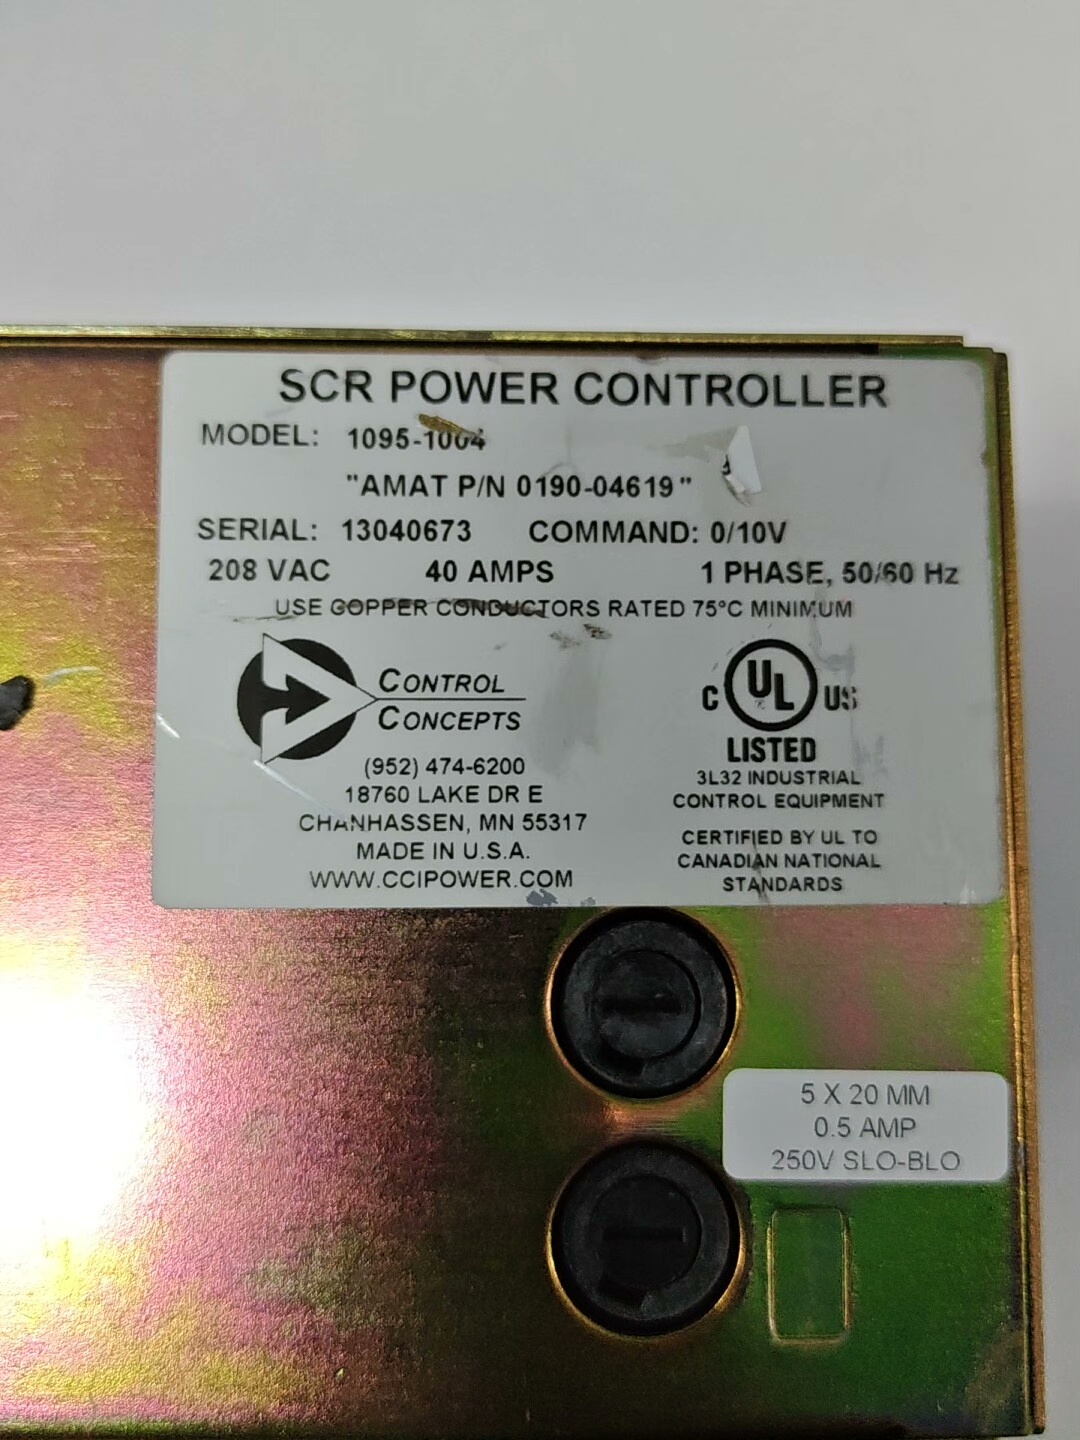 SCR POWER CONTROLLER
MODEL: 1095-1004
"AMAT P/N 0190-04619"
SERIAL: 13040673 COMMAND: 0/10V
208 VAC 40 AMPS 1 PHASE, 50/60 Hz
USE COPPER CONDUCTORS RATED 75°C MINIMUM
CONTROL
CONCEPTS
(952) 474-6200
18760 LAKE DR E
CHANHASSEN, MN 55317
MADE IN U.S.A.
WWW.CCIPOWER.COM
C UL US
LISTED
3L32 INDUSTRIAL
CONTROL EQUIPMENT
CERTIFIED BY UL TO
CANADIAN NATIONAL
STANDARDS
5 X 20 MM
0.5 AMP
250V SLO-BLO